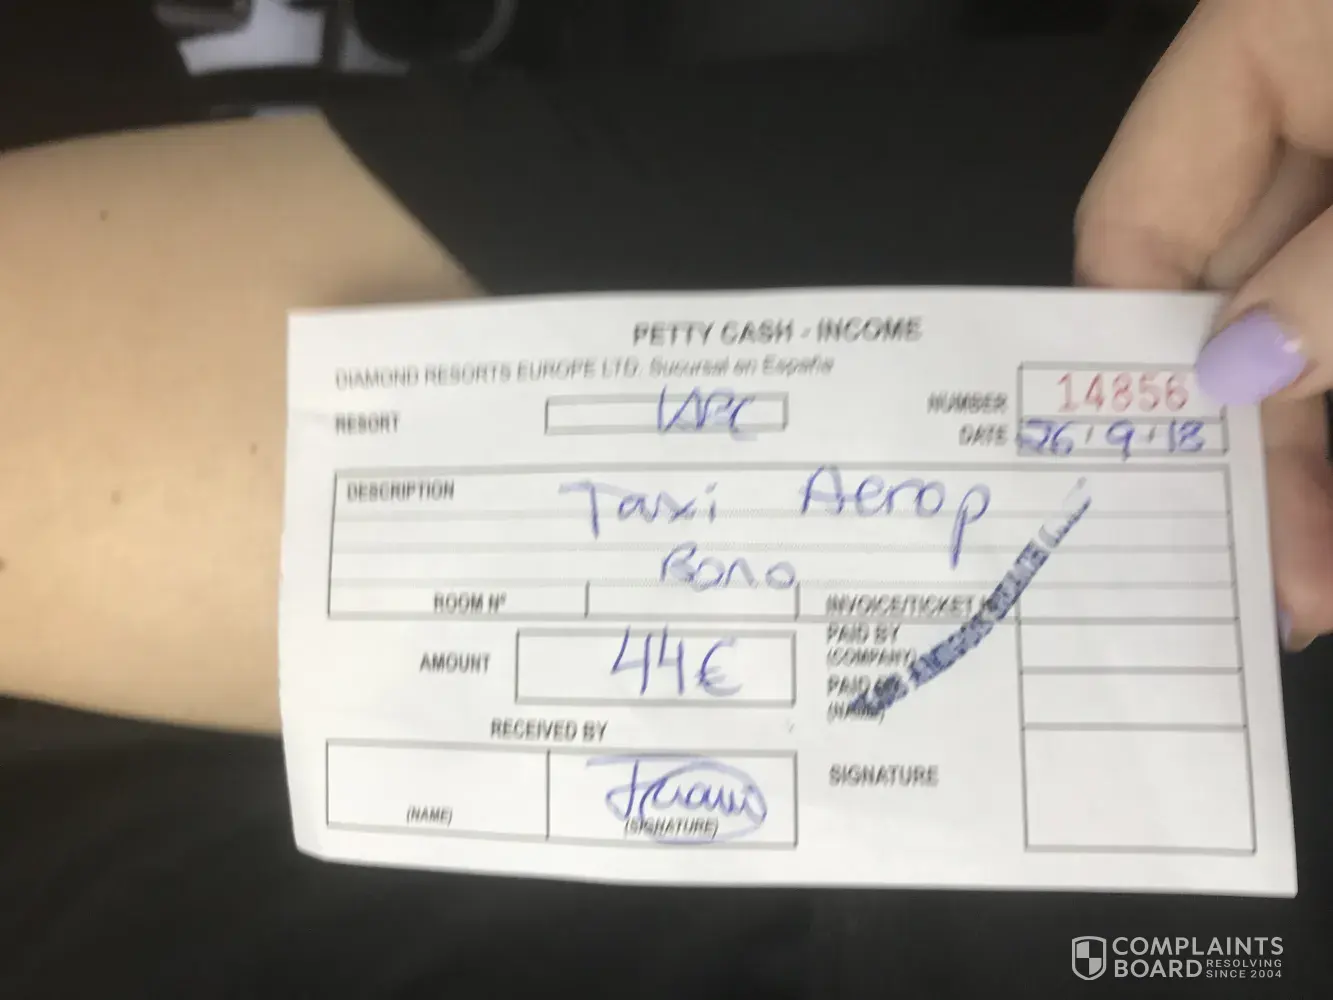 PETTY CASH - INCOME
DIAMOND RESORTS EUROPE LTD. Sucursal en España
RESORT
NUMBER 14856
DATE 26/9/18
DESCRIPTION Taxi Aerop
Bono
ROOM Nº
INVOICE/TICKET
AMOUNT 44€
PAID BY
(COMPANY)
PAID
(NAME)
RECEIVED BY
SIGNATURE
(NAME)
(SIGNATURE)
COMPLAINTS
BOARD RESOLVING
SINCE 2004